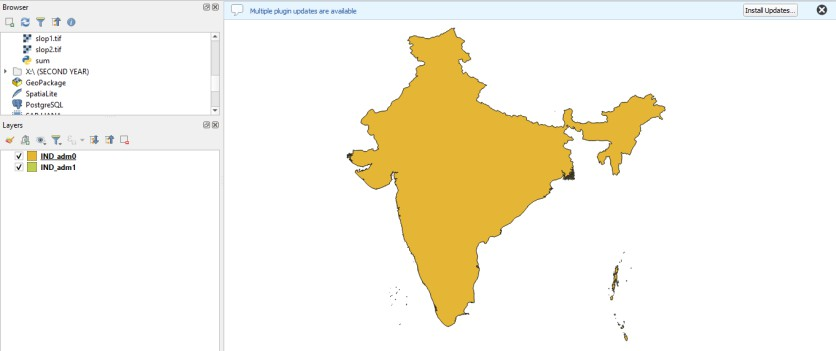 Browser
slop1.tif
slop2.tif
sum
X:\ (SECOND YEAR)
GeoPackage
SpatiaLite
PostgreSQL
Layers
IND_adm0
IND_adm1
Multiple plugin updates are available
Install Updates...